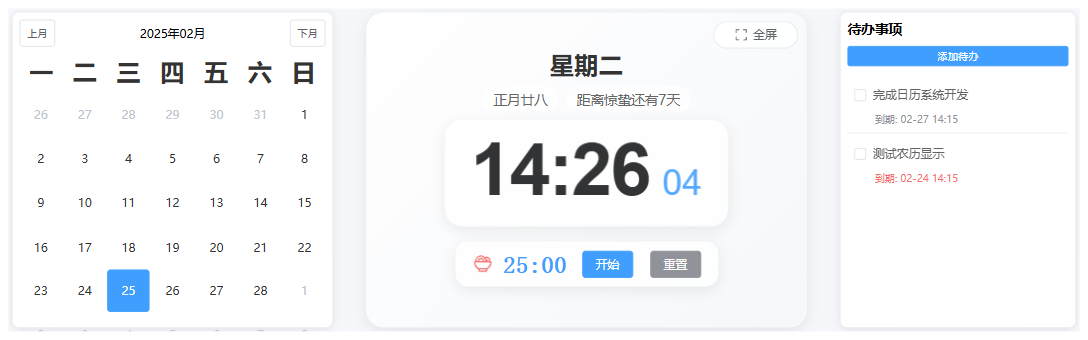 上月 2025年02月 下月
一 二 三 四 五 六 日
26 27 28 29 30 31 1
2 3 4 5 6 7 8
9 10 11 12 13 14 15
16 17 18 19 20 21 22
23 24 25 26 27 28 1
全屏
星期二
正月廿八 距离惊蛰还有7天
14:26 04
25:00 开始 重置
待办事项
添加待办
完成日历系统开发
到期: 02-27 14:15
测试农历显示
到期: 02-24 14:15